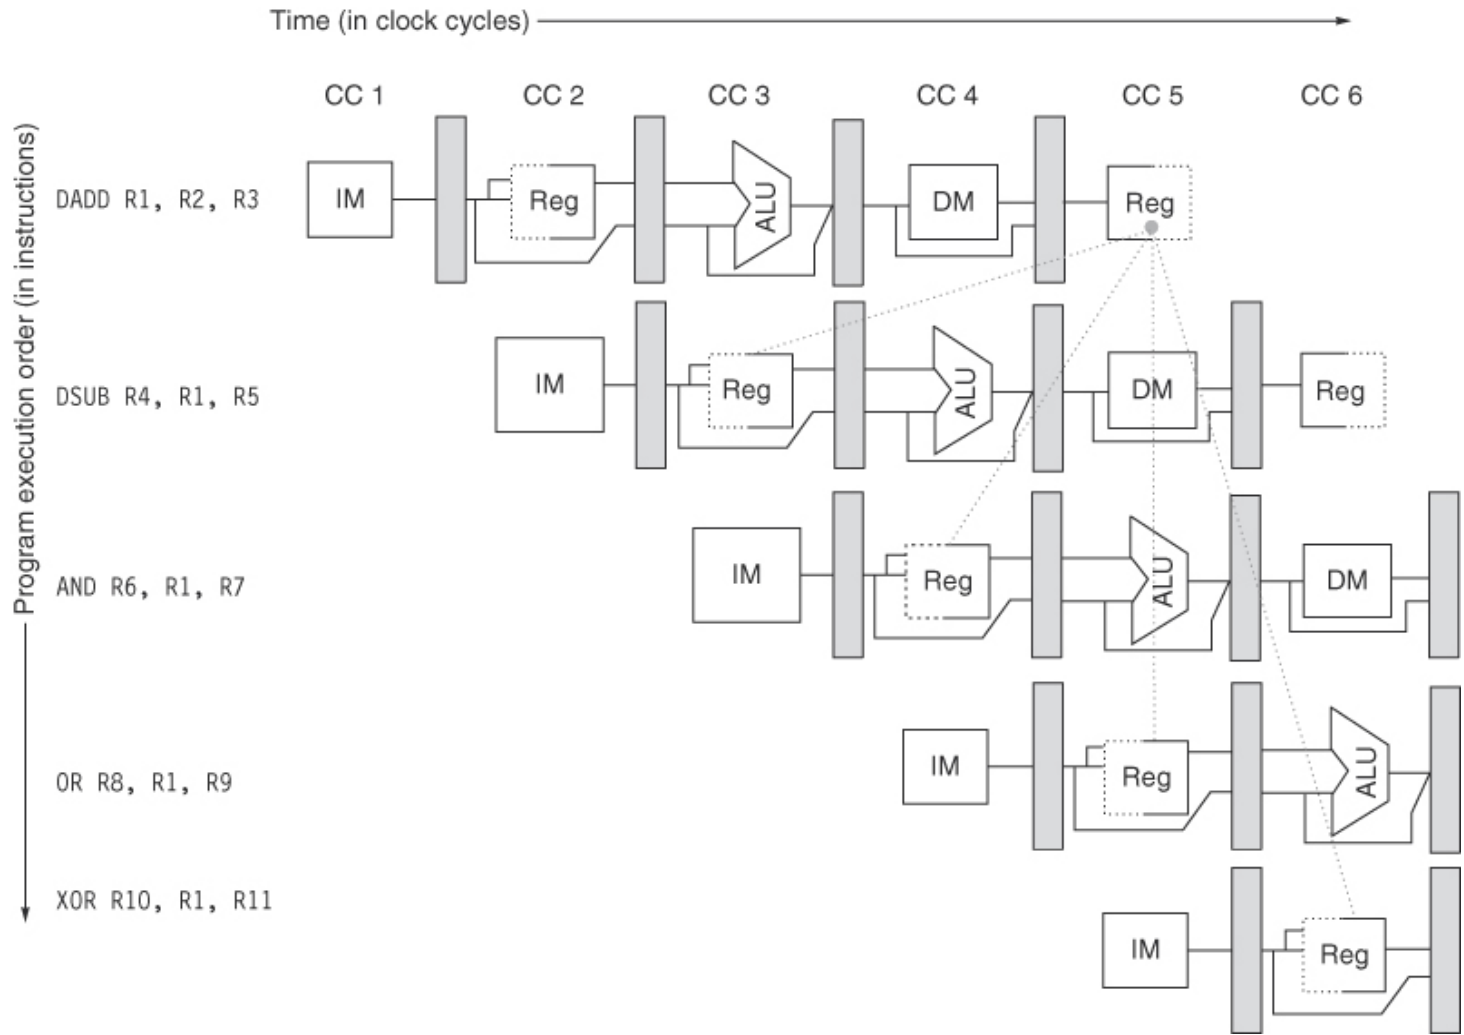 Time (in clock cycles)
CC 1 CC 2 CC 3 CC 4 CC 5 CC 6
Program execution order (in instructions)
DADD R1, R2, R3 IM Reg ALU DM Reg
DSUB R4, R1, R5 IM Reg ALU DM Reg
AND R6, R1, R7 IM Reg ALU DM
OR R8, R1, R9 IM Reg ALU
XOR R10, R1, R11 IM Reg